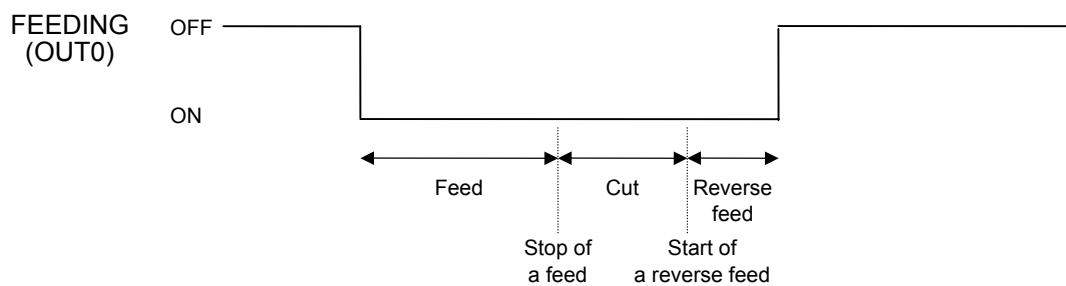 FEEDING
(OUT0)
OFF
ON
Feed
Cut
Reverse
feed
Stop of
a feed
Start of
a reverse feed